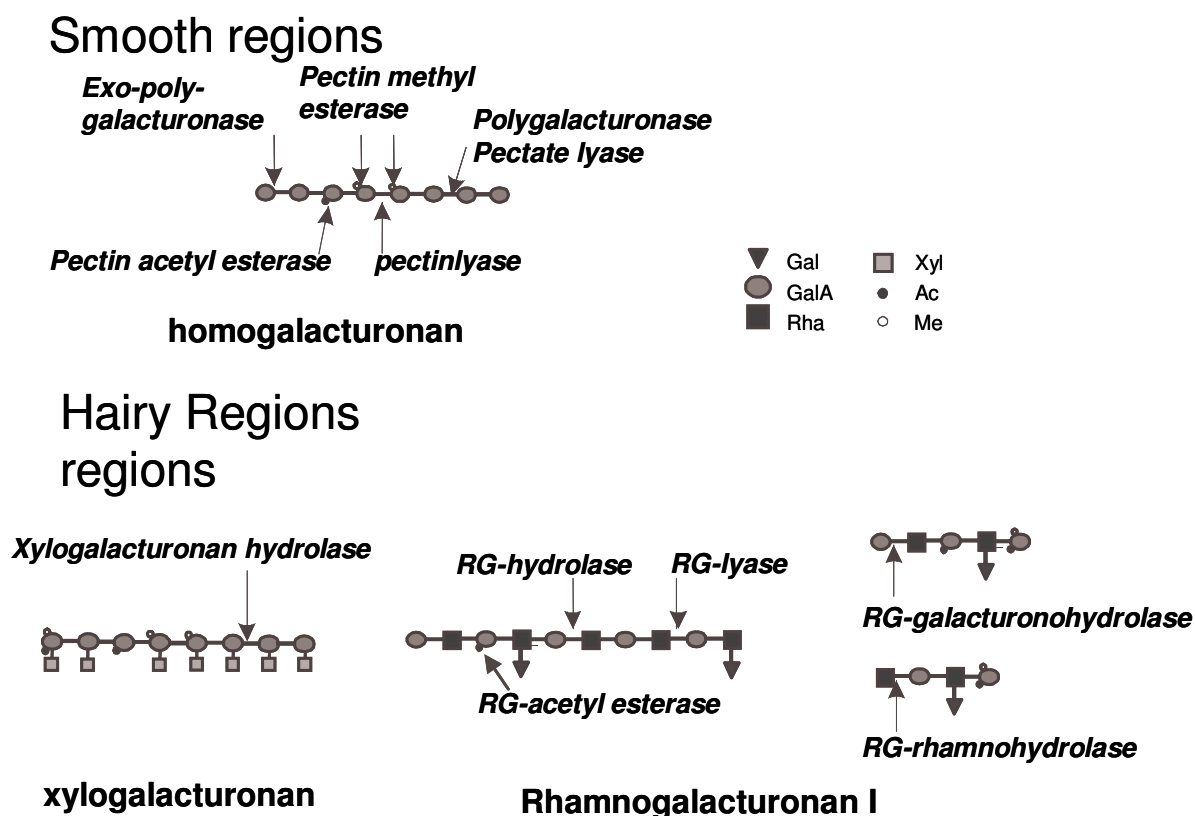 Smooth regions
Exo-poly-
galacturonase
Pectin methyl
esterase
Polygalacturonase
Pectate lyase
Pectin acetyl esterase
pectinlyase
homogalacturonan
Gal
GalA
Rha
Xyl
Ac
Me
Hairy Regions
regions
Xylogalacturonan hydrolase
xylogalacturonan
RG-hydrolase
RG-lyase
RG-acetyl esterase
RG-galacturonohydrolase
RG-rhamnohydrolase
Rhamnogalacturonan I